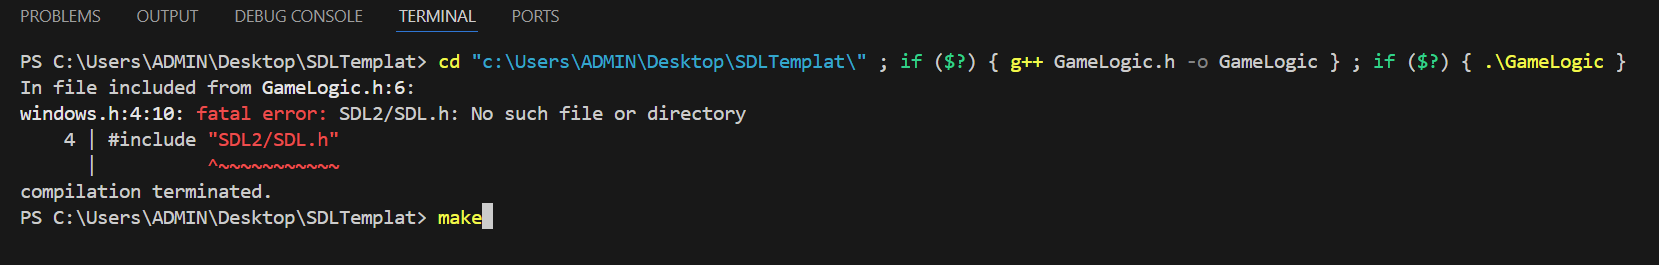 PROBLEMS OUTPUT DEBUG CONSOLE TERMINAL PORTS
PS C:\Users\ADMIN\Desktop\SDLTemplat> cd "c:\Users\ADMIN\Desktop\SDLTemplat\" ; if ($?) { g++ GameLogic.h -o GameLogic } ; if ($?) { .\GameLogic }
In file included from GameLogic.h:6:
windows.h:4:10: fatal error: SDL2/SDL.h: No such file or directory
4 | #include "SDL2/SDL.h"
| ^~~~~~~~~~~~
compilation terminated.
PS C:\Users\ADMIN\Desktop\SDLTemplat> make